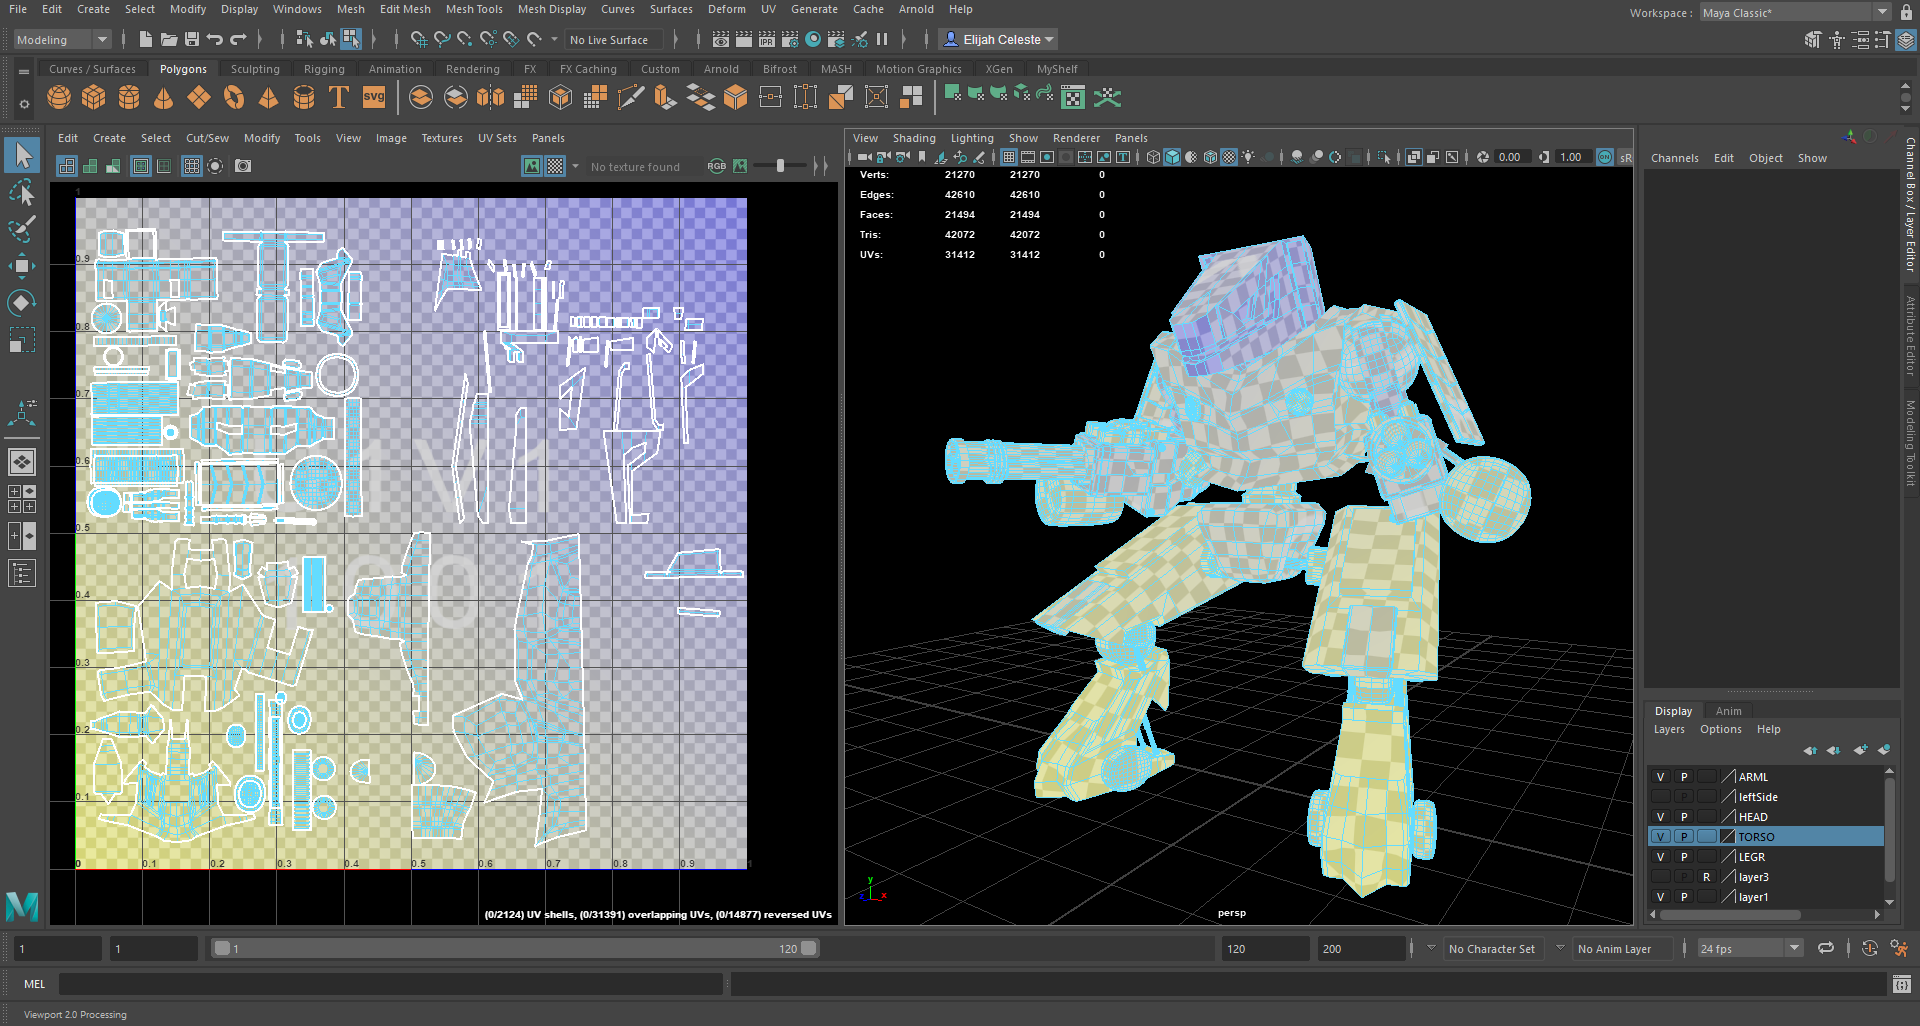 File Edit Create Select Modify Display Windows Mesh Edit Mesh Mesh Tools Mesh Display Curves Surfaces Deform UV Generate Cache Arnold Help
Workspace : Maya Classic*
Modeling No Live Surface Elijah Celeste
Curves / Surfaces Polygons Sculpting Rigging Animation Rendering FX FX Caching Custom Arnold Bifrost MASH Motion Graphics XGen MyShelf
T SVG
Edit Create Select Cut/Sew Modify Tools View Image Textures UV Sets Panels
No texture found RGB
View Shading Lighting Show Renderer Panels
0.00 1.00 ON sR
Verts: 21270 21270 0
Edges: 42610 42610 0
Faces: 21494 21494 0
Tris: 42072 42072 0
UVs: 31412 31412 0
1
0.9
0.8
0.7
0.6
0.5
0.4
0.3
0.2
0.1
0 0.1 0.2 0.3 0.4 0.5 0.6 0.7 0.8 0.9 1
(0/2124) UV shells, (0/31391) overlapping UVs, (0/14877) reversed UVs
y
z x
persp
Channels Edit Object Show
Channel Box / Layer Editor
Attribute Editor
Modeling Toolkit
Display Anim
Layers Options Help
V P ARML
leftSide
V P HEAD
V P TORSO
V P LEGR
R layer3
V P layer1
1 1 1 120 120 200 No Character Set No Anim Layer 24 fps
MEL
Viewport 2.0 Processing